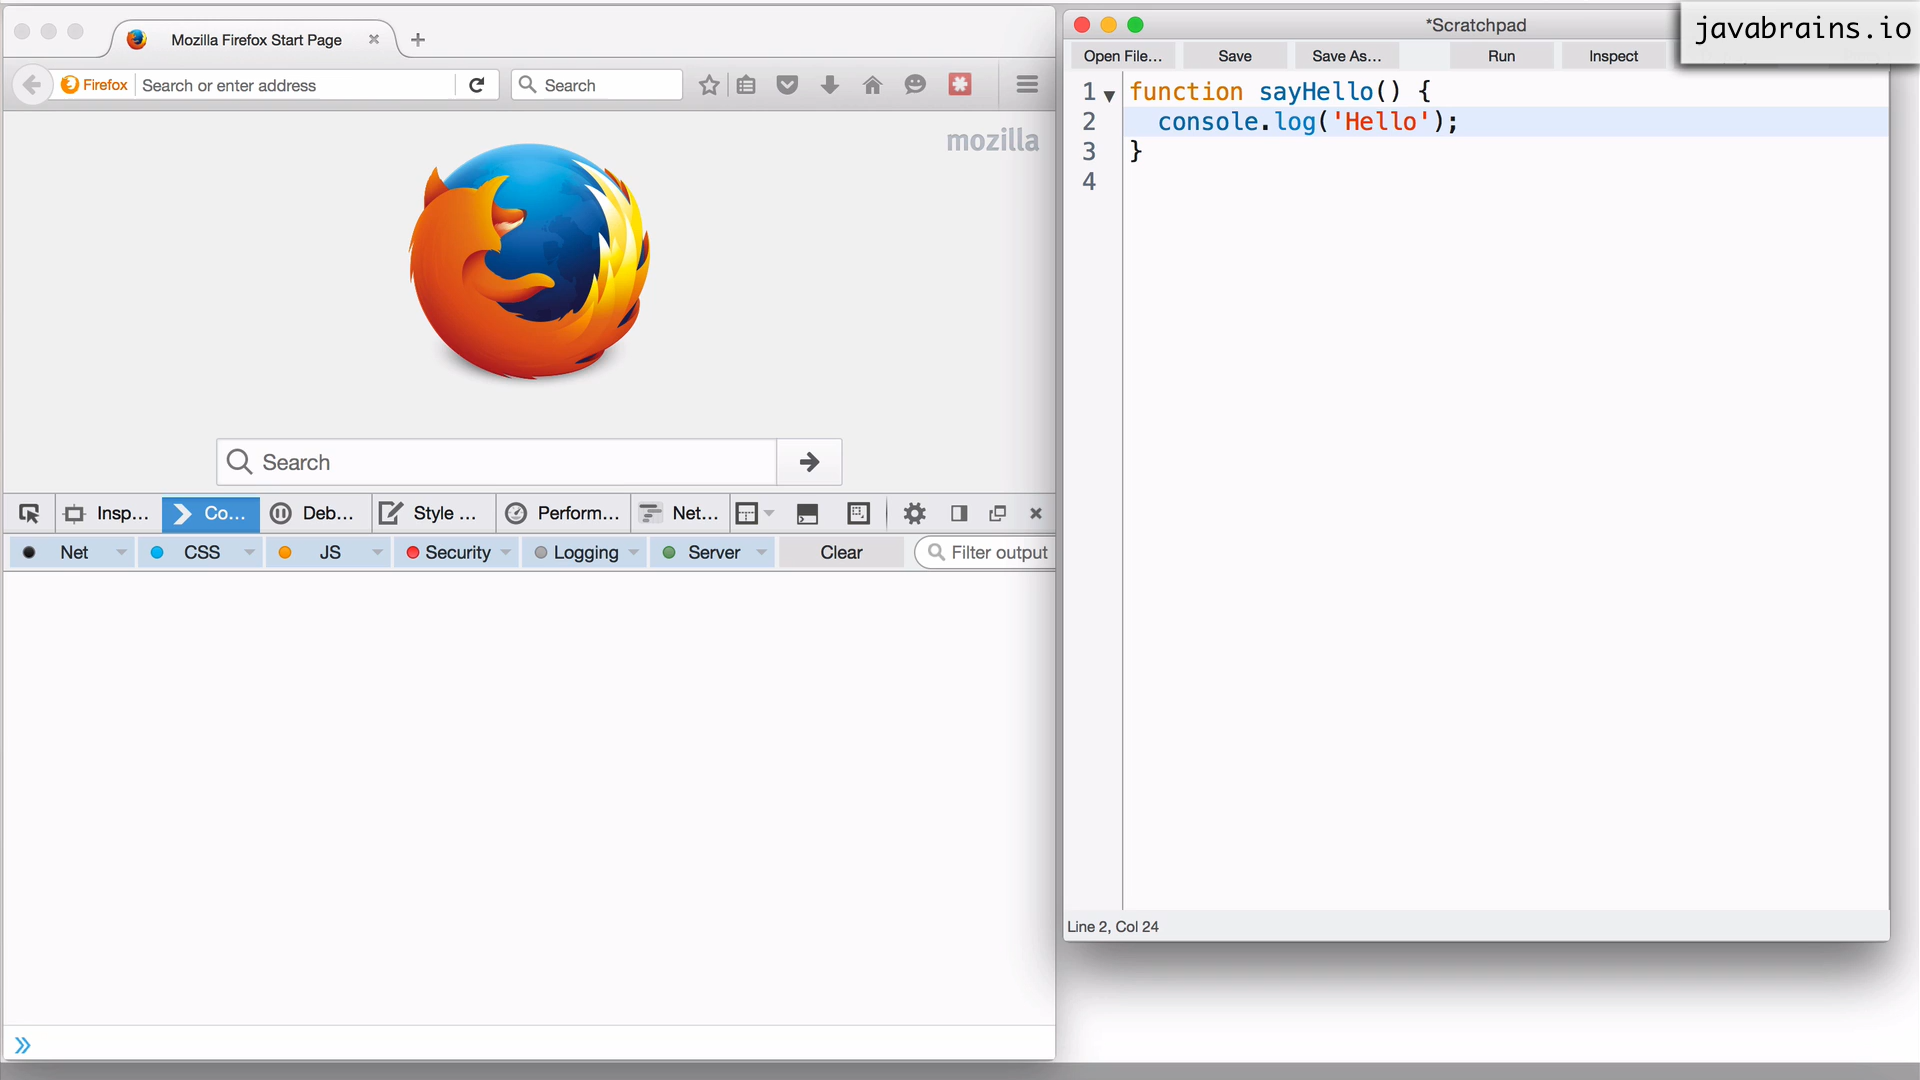 Mozilla Firefox Start Page
Firefox Search or enter address
Search
mozilla
Search
Insp... Co... Deb... Style ... Perform... Net...
Net CSS JS Security Logging Server Clear Filter output
*Scratchpad
javabrains.io
Open File... Save Save As... Run Inspect
1 function sayHello() {
2 console.log('Hello');
3 }
4
Line 2, Col 24